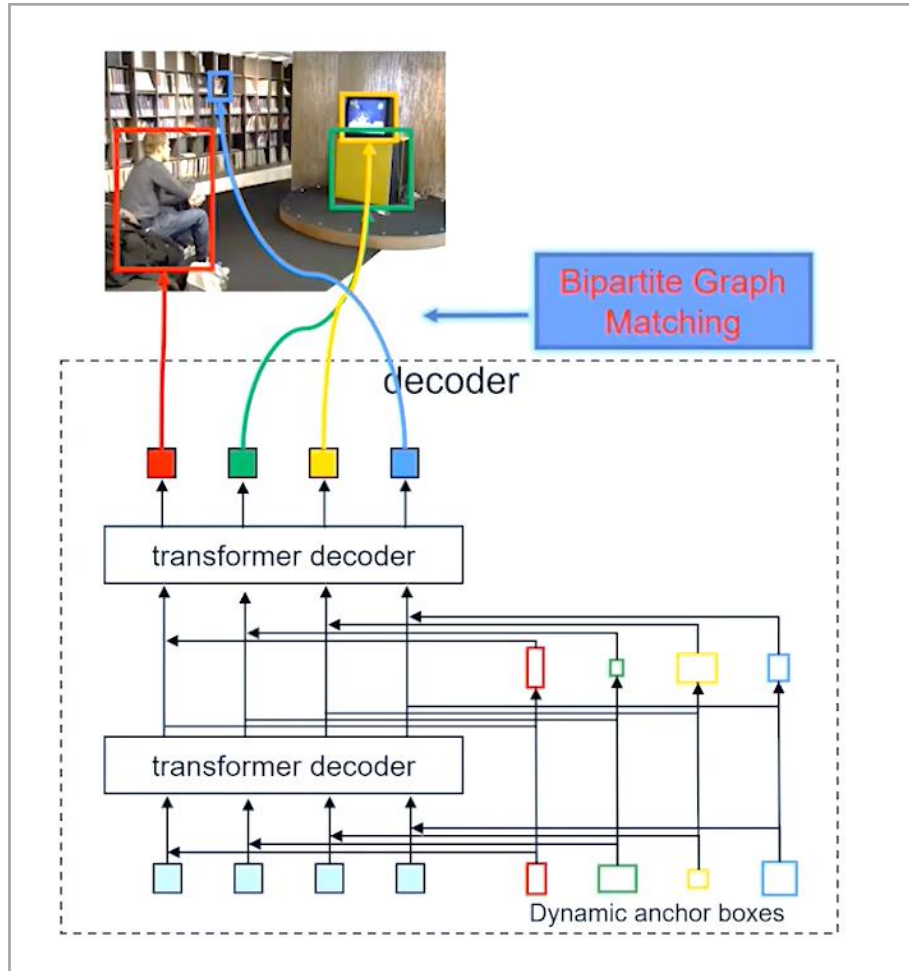 Bipartite Graph
Matching
decoder
transformer decoder
transformer decoder
Dynamic anchor boxes